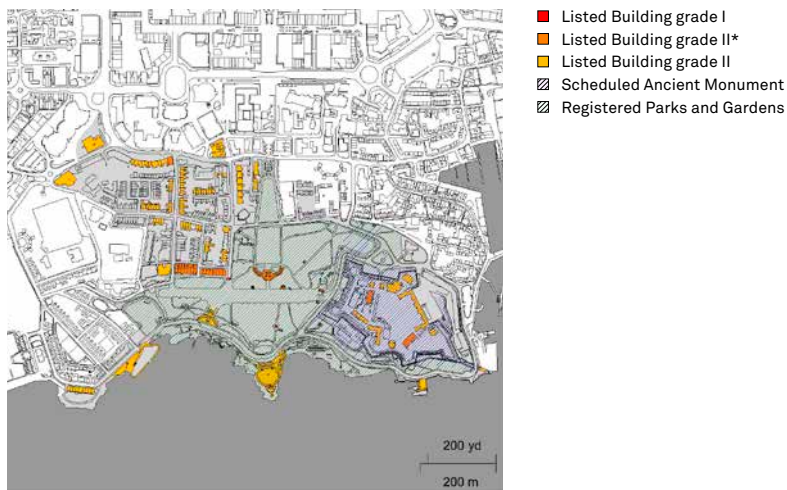 Listed Building grade I
Listed Building grade II*
Listed Building grade II
Scheduled Ancient Monument
Registered Parks and Gardens
200 yd
200 m